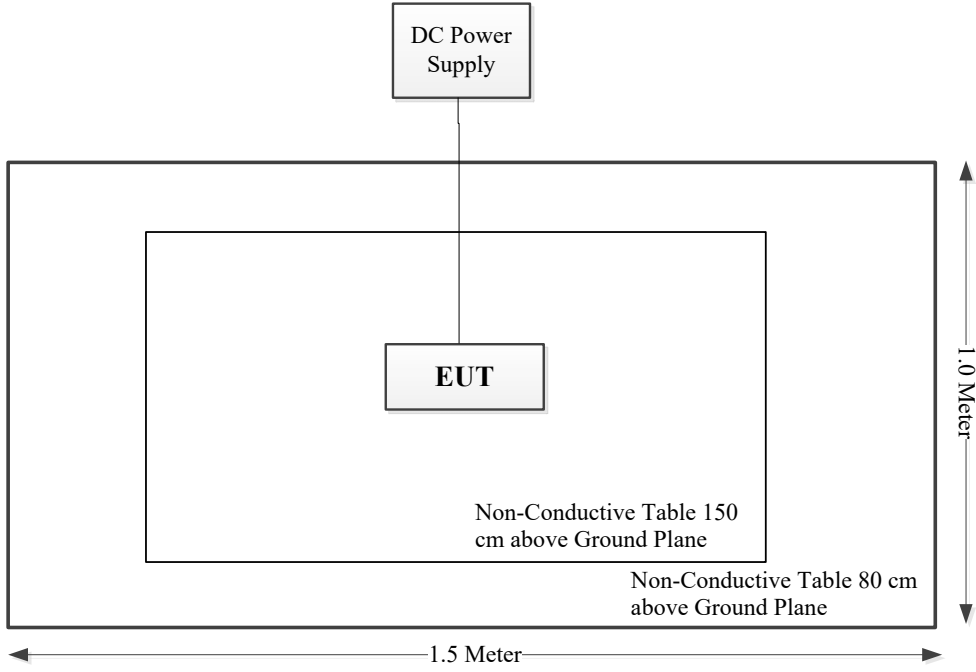 DC Power
Supply
EUT
1.0 Meter
Non-Conductive Table 150
cm above Ground Plane
Non-Conductive Table 80 cm
above Ground Plane
1.5 Meter